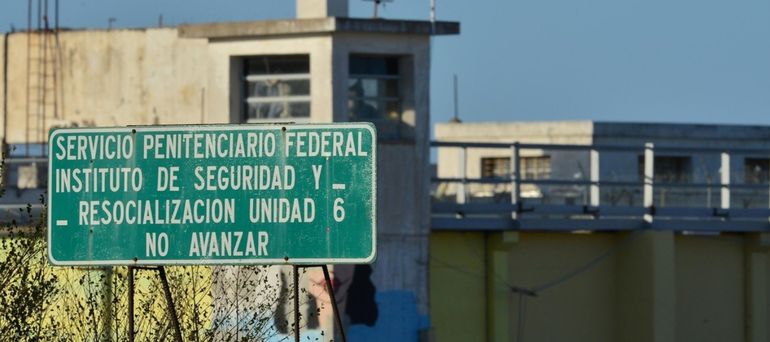 SERVICIO PENITENCIARIO FEDERAL
INSTITUTO DE SEGURIDAD Y _
_ RESOCIALIZACION UNIDAD 6
NO AVANZAR